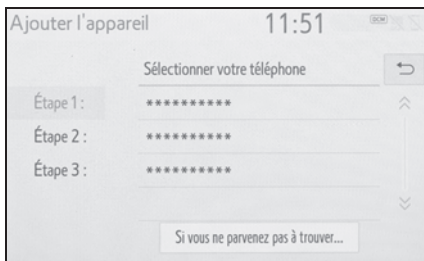 Ajouter l'appareil 11:51 DCM
Sélectionner votre téléphone
Étape 1 : **********
Étape 2 : **********
Étape 3 : **********
Si vous ne parvenez pas à trouver...